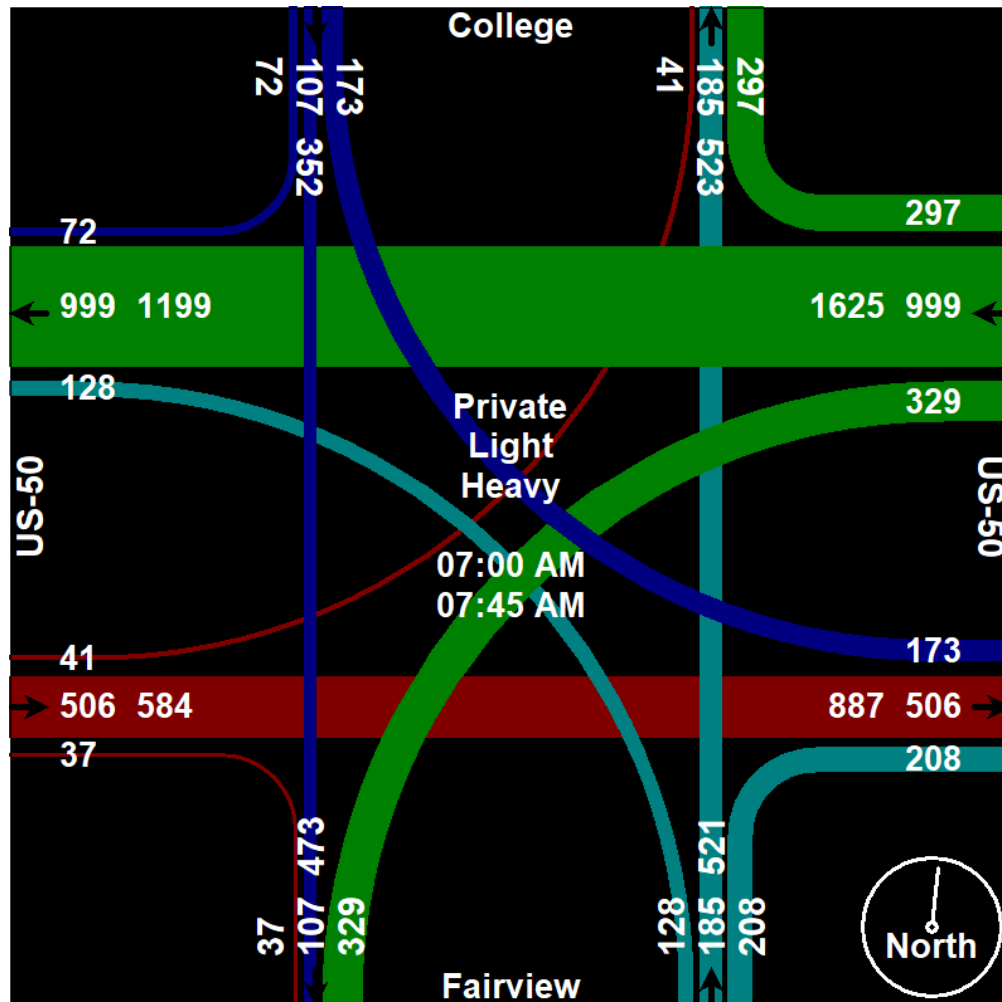 College
72
107 352
173
41
185 523
297
72
297
999 1199
1625 999
128
329
Private
Light
Heavy
US-50
US-50
07:00 AM
07:45 AM
41
173
506 584
887 506
37
208
37
107 473
329
128
185 521
208
North
Fairview